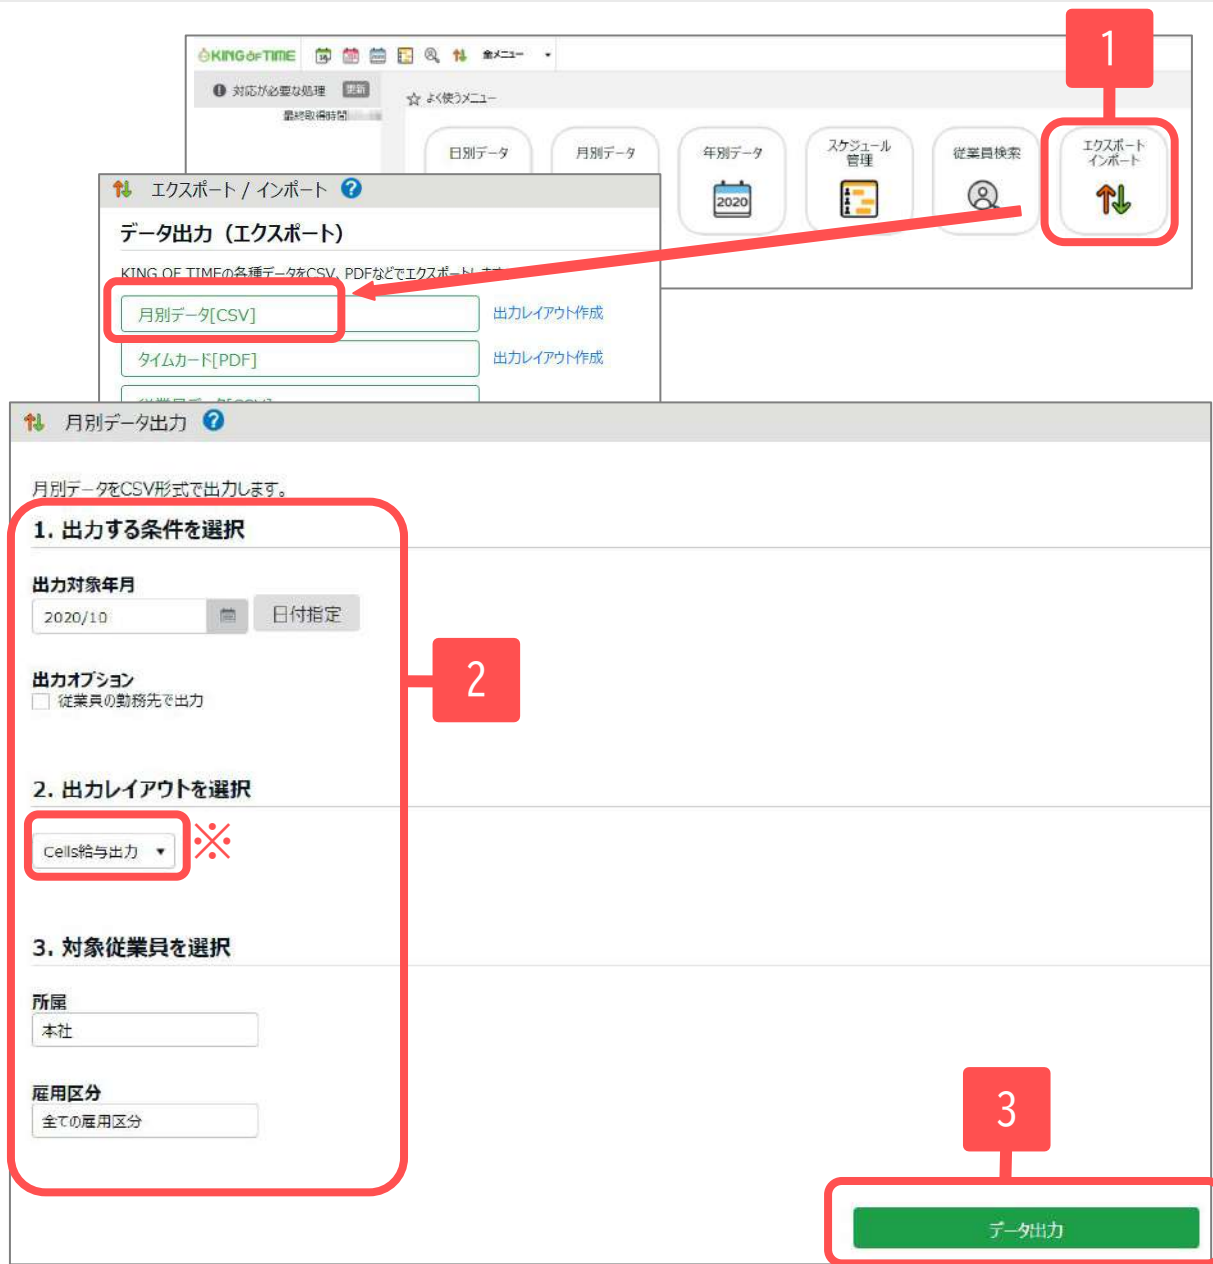 KING OF TIME 14 全メニュー
1
対応が必要な処理 更新
最終取得時間
よく使うメニュー
日別データ 月別データ 年別データ スケジュール管理 従業員検索 エクスポート
インポート
2020
エクスポート / インポート ?
データ出力（エクスポート）
KING OF TIMEの各種データをCSV、PDFなどでエクスポートします
月別データ[CSV] 出力レイアウト作成
タイムカード[PDF] 出力レイアウト作成
月別データ出力 ?
月別データをCSV形式で出力します。
1. 出力する条件を選択
出力対象年月
2020/10 日付指定
2
出力オプション
従業員の勤務先で出力
2. 出力レイアウトを選択
Cells給与出力 ▼ ※
3. 対象従業員を選択
所属
本社
雇用区分
全ての雇用区分
3
データ出力